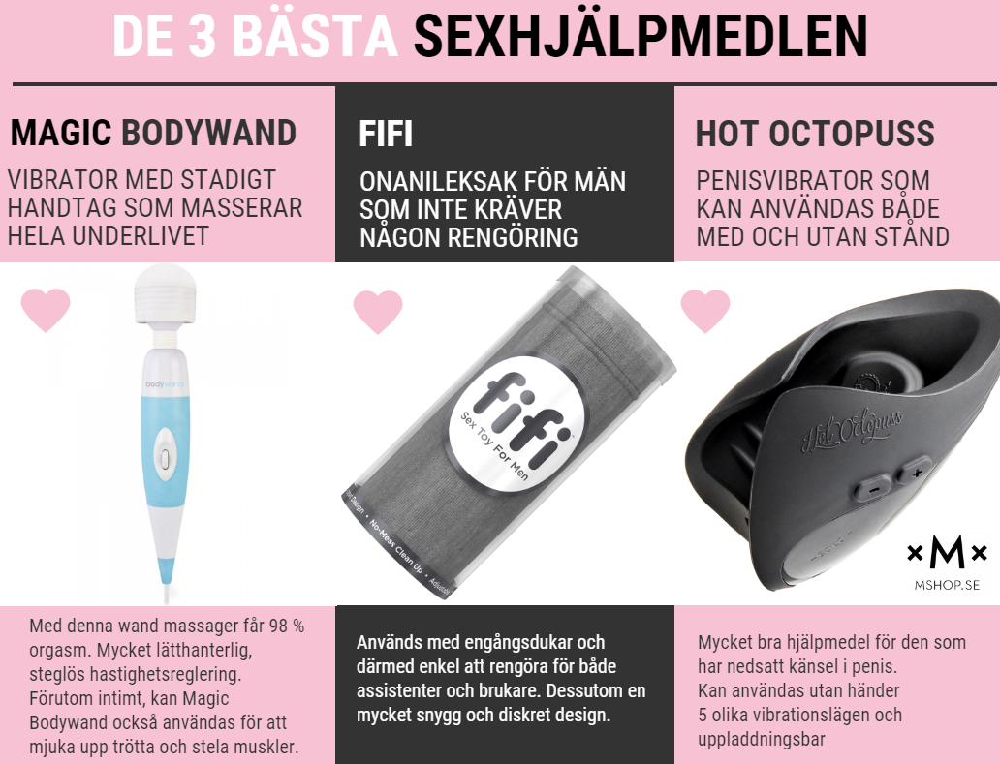 DE 3 BÄSTA SEXHJÄLPMEDLEN
MAGIC BODYWAND
VIBRATOR MED STADIGT
HANDTAG SOM MASSERAR
HELA UNDERLIVET
bodywand
Med denna wand massager får 98 %
orgasm. Mycket lätthanterlig,
steglös hastighetsreglering.
Förutom intimt, kan Magic
Bodywand också användas för att
mjuka upp trötta och stela muskler.
FIFI
ONANILEKSAK FÖR MÄN
SOM INTE KRÄVER
NÅGON RENGÖRING
fifi
Sex Toy For Men
Design • No-Mess Clean Up •
Används med engångsdukar och
därmed enkel att rengöra för både
assistenter och brukare. Dessutom en
mycket snygg och diskret design.
HOT OCTOPUSS
PENISVIBRATOR SOM
KAN ANVÄNDAS BÅDE
MED OCH UTAN STÅND
Hot Octopuss
- +
×M×
MSHOP.SE
Mycket bra hjälpmedel för den som
har nedsatt känsel i penis.
Kan användas utan händer
5 olika vibrationslägen och
uppladdningsbar